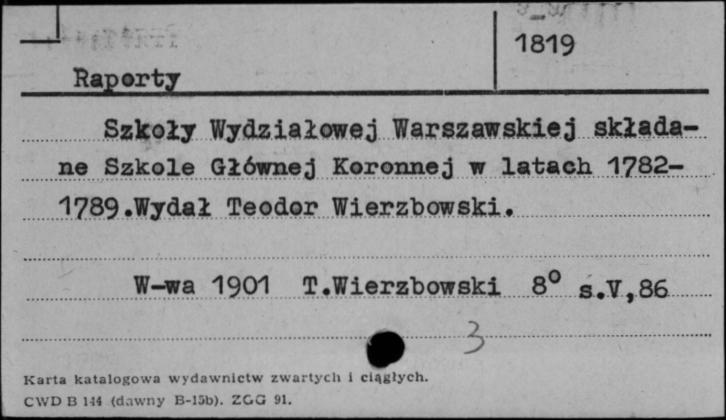 1819
Raporty
Szkoły Wydziałowej Warszawskiej składa-
ne Szkole Głównej Koronnej w latach 1782-
1789.Wydał Teodor Wierzbowski.
W-wa 1901 T.Wierzbowski 8° s.V,86
3
Karta katalogowa wydawnictw zwartych i ciągłych.
CWD B 144 (dawny B-15b). ZGG 91.